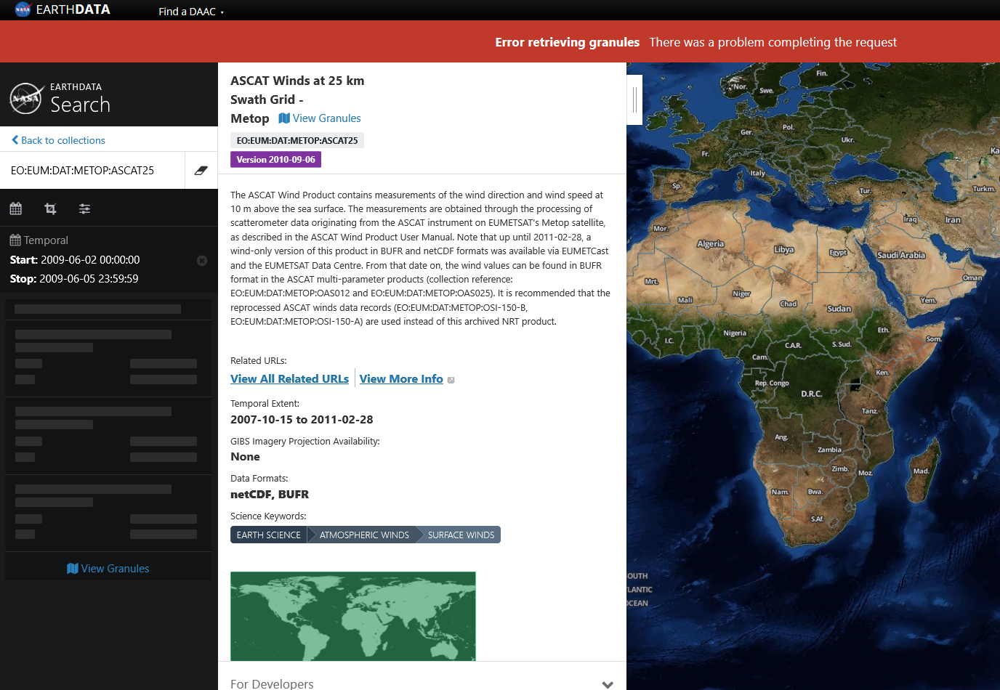 NASA EARTHDATA Find a DAAC
Error retrieving granules There was a problem completing the request
NASA EARTHDATA
Search
Back to collections
EO:EUM:DAT:METOP:ASCAT25
Temporal
Start: 2009-06-02 00:00:00
Stop: 2009-06-05 23:59:59
View Granules
ASCAT Winds at 25 km
Swath Grid -
Metop View Granules
EO:EUM:DAT:METOP:ASCAT25
Version 2010-09-06
The ASCAT Wind Product contains measurements of the wind direction and wind speed at
10 m above the sea surface. The measurements are obtained through the processing of
scatterometer data originating from the ASCAT instrument on EUMETSAT's Metop satellite,
as described in the ASCAT Wind Product User Manual. Note that up until 2011-02-28, a
wind-only version of this product in BUFR and netCDF formats was available via EUMETCast
and the EUMETSAT Data Centre. From that date on, the wind values can be found in BUFR
format in the ASCAT multi-parameter products (collection reference:
EO:EUM:DAT:METOP:OAS012 and EO:EUM:DAT:METOP:OAS025). It is recommended that the
reprocessed ASCAT winds data records (EO:EUM:DAT:METOP:OSI-150-B,
EO:EUM:DAT:METOP:OSI-150-A) are used instead of this archived NRT product.
Related URLs:
View All Related URLs View More Info
Temporal Extent:
2007-10-15 to 2011-02-28
GIBS Imagery Projection Availability:
None
Data Formats:
netCDF, BUFR
Science Keywords:
EARTH SCIENCE ATMOSPHERIC WINDS SURFACE WINDS
For Developers
Fin.
Nor.
Swe.
Ger.
Pol.
Ukr.
Fr.
Ka
Italy
Sp.
Tur.
Turkm.
Mor.
Iraq
Iran
Algeria
Libya
Egypt
Saudi Arabia
Oman
Mrt.
Mali
Niger
Chad
Sudan
Yem.
Nigeria
Eth.
I.C.
C.A.R.
S. Sud.
Som.
Cam.
Ken.
Rep. Congo
D.R.C.
Tanz.
Ang.
Zambia
Zimb.
Moz.
Mad.
Nam.
Bwa.
S.Af.
OUTH
LANTIC
CEAN